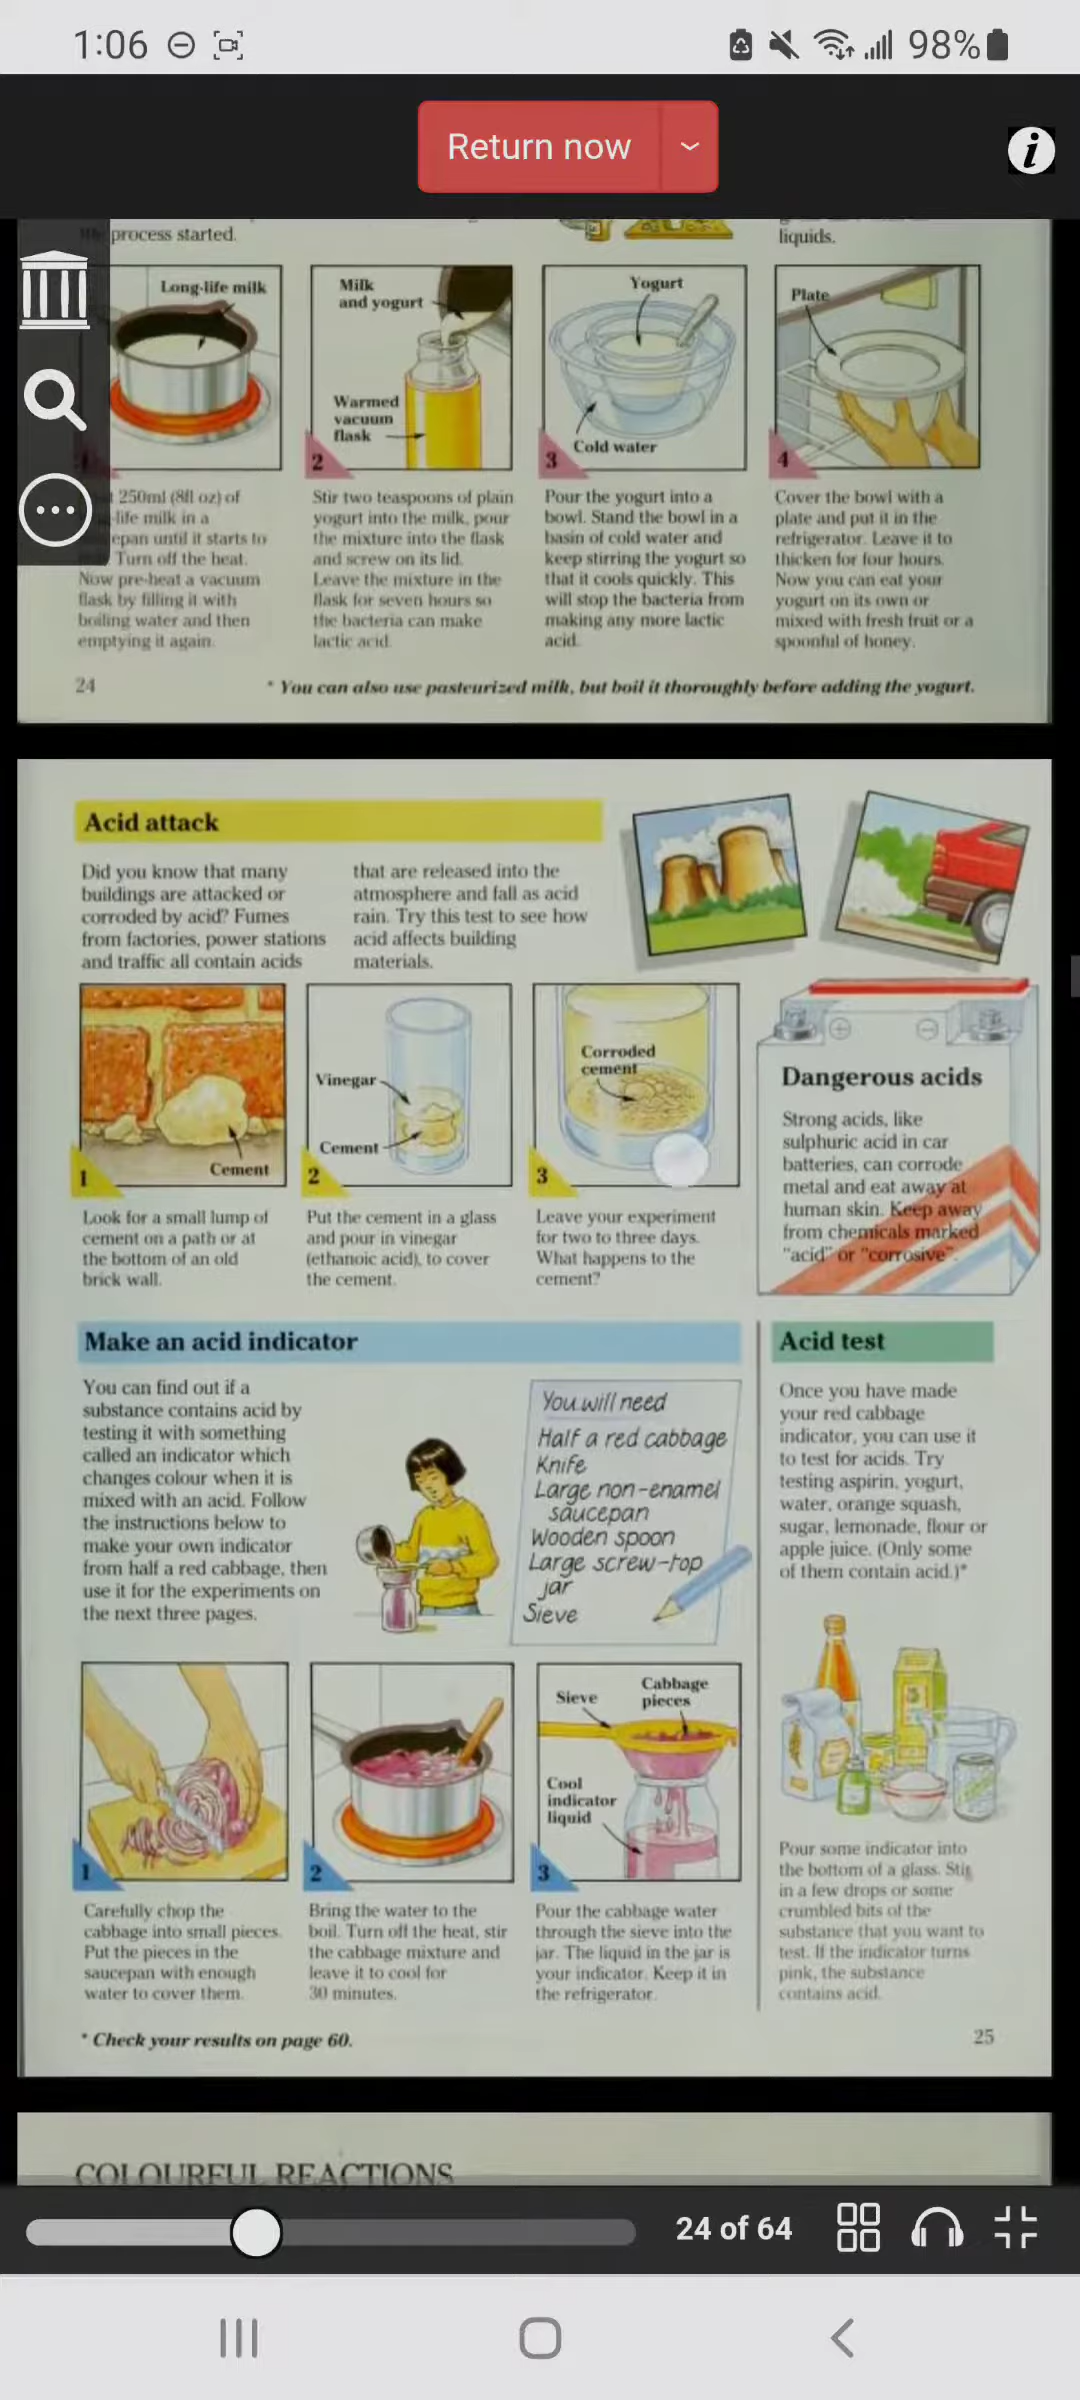 1:06
98%
Return now
i
process started.
liquids.
Long-life milk
Milk
and yogurt
Warmed
vacuum
flask
2
Yogurt
Cold water
3
Plate
4
250ml (8fl oz) of
-life milk in a
epan until it starts to
Turn off the heat.
Now pre-heat a vacuum
flask by filling it with
boiling water and then
emptying it again.
Stir two teaspoons of plain
yogurt into the milk, pour
the mixture into the flask
and screw on its lid.
Leave the mixture in the
flask for seven hours so
the bacteria can make
lactic acid.
Pour the yogurt into a
bowl. Stand the bowl in a
basin of cold water and
keep stirring the yogurt so
that it cools quickly. This
will stop the bacteria from
making any more lactic
acid.
Cover the bowl with a
plate and put it in the
refrigerator. Leave it to
thicken for four hours.
Now you can eat your
yogurt on its own or
mixed with fresh fruit or a
spoonful of honey.
24
* You can also use pasteurized milk, but boil it thoroughly before adding the yogurt.
Acid attack
Did you know that many
buildings are attacked or
corroded by acid? Fumes
from factories, power stations
and traffic all contain acids
that are released into the
atmosphere and fall as acid
rain. Try this test to see how
acid affects building
materials.
Cement
1
Vinegar
Cement
2
Corroded
cement
3
Look for a small lump of
cement on a path or at
the bottom of an old
brick wall.
Put the cement in a glass
and pour in vinegar
(ethanoic acid), to cover
the cement.
Leave your experiment
for two to three days.
What happens to the
cement?
Dangerous acids
Strong acids, like
sulphuric acid in car
batteries, can corrode
metal and eat away at
human skin. Keep away
from chemicals marked
"acid" or "corrosive".
Make an acid indicator
You can find out if a
substance contains acid by
testing it with something
called an indicator which
changes colour when it is
mixed with an acid. Follow
the instructions below to
make your own indicator
from half a red cabbage, then
use it for the experiments on
the next three pages.
You will need
Half a red cabbage
Knife
Large non-enamel
saucepan
Wooden spoon
Large screw-top
jar
Sieve
1
2
Sieve
Cabbage
pieces
Cool
indicator
liquid
3
Carefully chop the
cabbage into small pieces.
Put the pieces in the
saucepan with enough
water to cover them.
Bring the water to the
boil. Turn off the heat, stir
the cabbage mixture and
leave it to cool for
30 minutes.
Pour the cabbage water
through the sieve into the
jar. The liquid in the jar is
your indicator. Keep it in
the refrigerator.
Acid test
Once you have made
your red cabbage
indicator, you can use it
to test for acids. Try
testing aspirin, yogurt,
water, orange squash,
sugar, lemonade, flour or
apple juice. (Only some
of them contain acid.)*
Pour some indicator into
the bottom of a glass. Stir
in a few drops or some
crumbled bits of the
substance that you want to
test. If the indicator turns
pink, the substance
contains acid.
* Check your results on page 60.
25
COLOURFUL REACTIONS
24 of 64